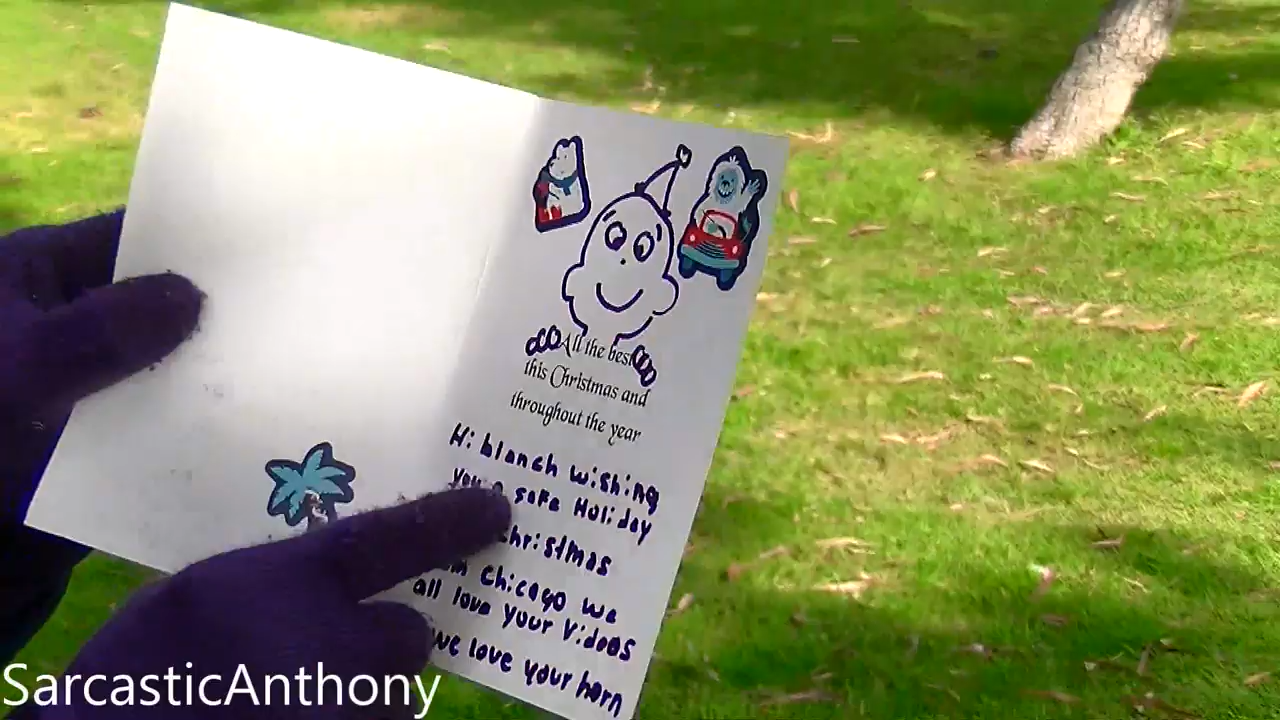 All the best
this Christmas and
throughout the year
Hi blanch wishing
you a safe Holiday
christmas
Chicago we
all love your Videos
we love your horn
SarcasticAnthony